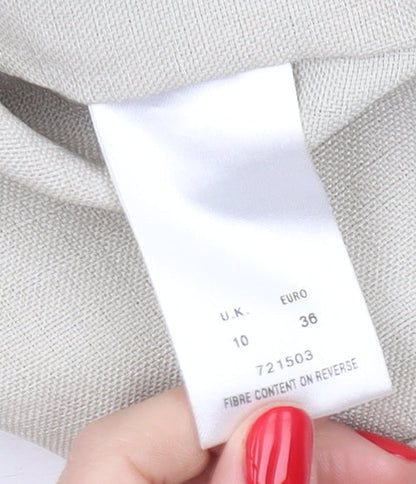 U.K. EURO
10 36
721503
FIBRE CONTENT ON REVERSE